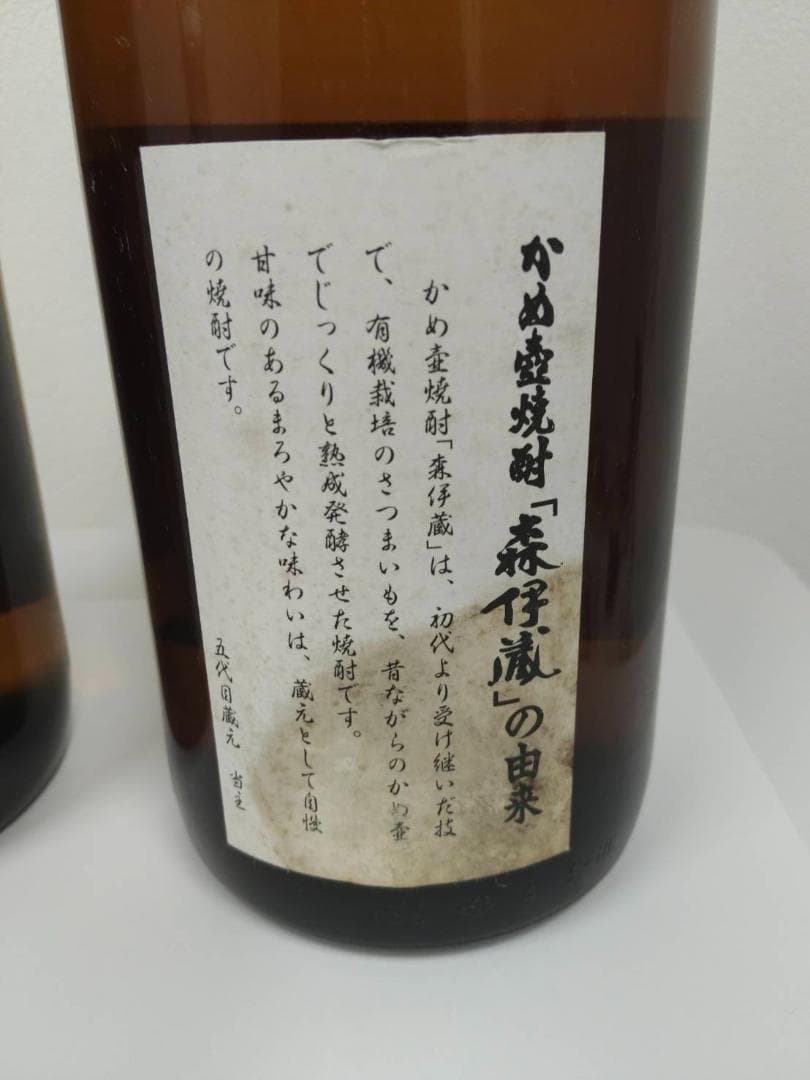 かめ壺焼酎「森伊蔵」の由来
かめ壺焼酎「森伊蔵」は、初代より受け継いだ技
で、有機栽培のさつまいもを、昔ながらのかめ壺
でじっくりと熟成発酵させた焼酎です。
甘味のあるまろやかな味わいは、蔵元として自慢
の焼酎です。
五代目蔵元 当主